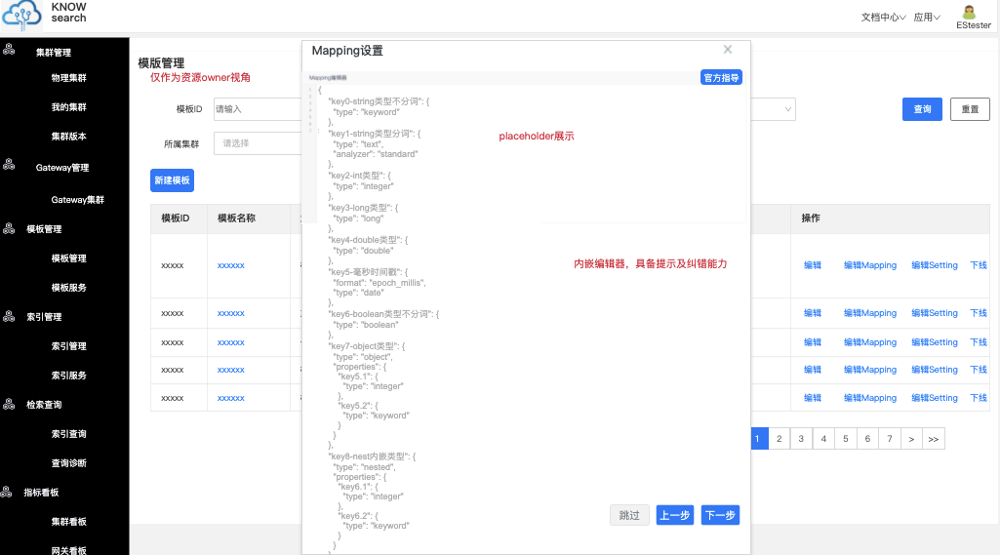 KNOW
search
文档中心
应用
EStester
集群管理
物理集群
我的集群
集群版本
Gateway管理
Gateway集群
模板管理
模板管理
模板服务
索引管理
索引管理
索引服务
检索查询
索引查询
查询诊断
指标看板
集群看板
网关看板
模版管理
仅作为资源owner视角
模板ID
请输入
查询
重置
所属集群
请选择
新建模板
模板ID
模板名称
操作
xxxxx
xxxxxx
编辑
编辑Mapping
编辑Setting
下线
xxxxx
xxxxxx
编辑
编辑Mapping
编辑Setting
下线
xxxxx
xxxxxx
编辑
编辑Mapping
编辑Setting
下线
xxxxx
xxxxxx
编辑
编辑Mapping
编辑Setting
下线
xxxxx
xxxxxx
编辑
编辑Mapping
编辑Setting
下线
1
2
3
4
5
6
7
>
>>
Mapping设置
Mapping编辑器
官方指导
{
"key0-string类型不分词": {
"type": "keyword"
},
"key1-string类型分词": {
"type": "text",
"analyzer": "standard"
},
"key2-int类型": {
"type": "integer"
},
"key3-long类型": {
"type": "long"
},
"key4-double类型": {
"type": "double"
},
"key5-毫秒时间戳": {
"format": "epoch_millis",
"type": "date"
},
"key6-boolean类型不分词": {
"type": "boolean"
},
"key7-object类型": {
"type": "object",
"properties": {
"key5.1": {
"type": "integer"
},
"key5.2": {
"type": "keyword"
}
}
},
"key8-nest内嵌类型": {
"type": "nested",
"properties": {
"key6.1": {
"type": "integer"
},
"key6.2": {
"type": "keyword"
}
}
placeholder展示
内嵌编辑器，具备提示及纠错能力
跳过
上一步
下一步